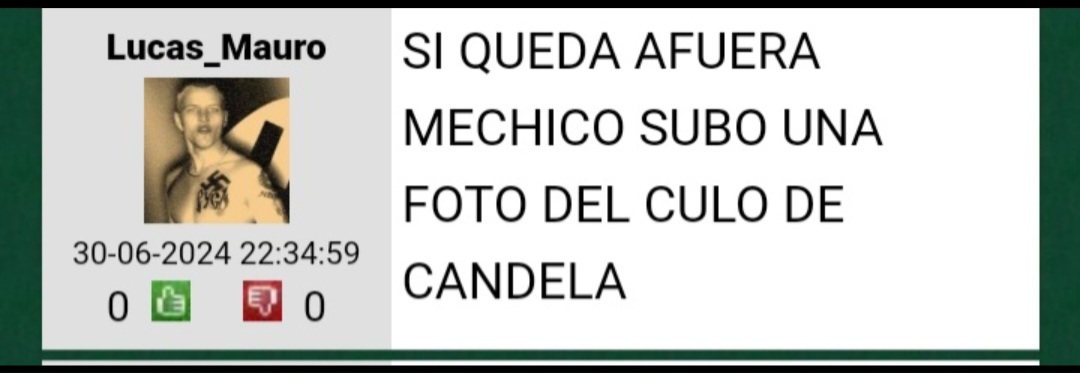 Lucas_Mauro
30-06-2024 22:34:59
0 0
SI QUEDA AFUERA
MECHICO SUBO UNA
FOTO DEL CULO DE
CANDELA